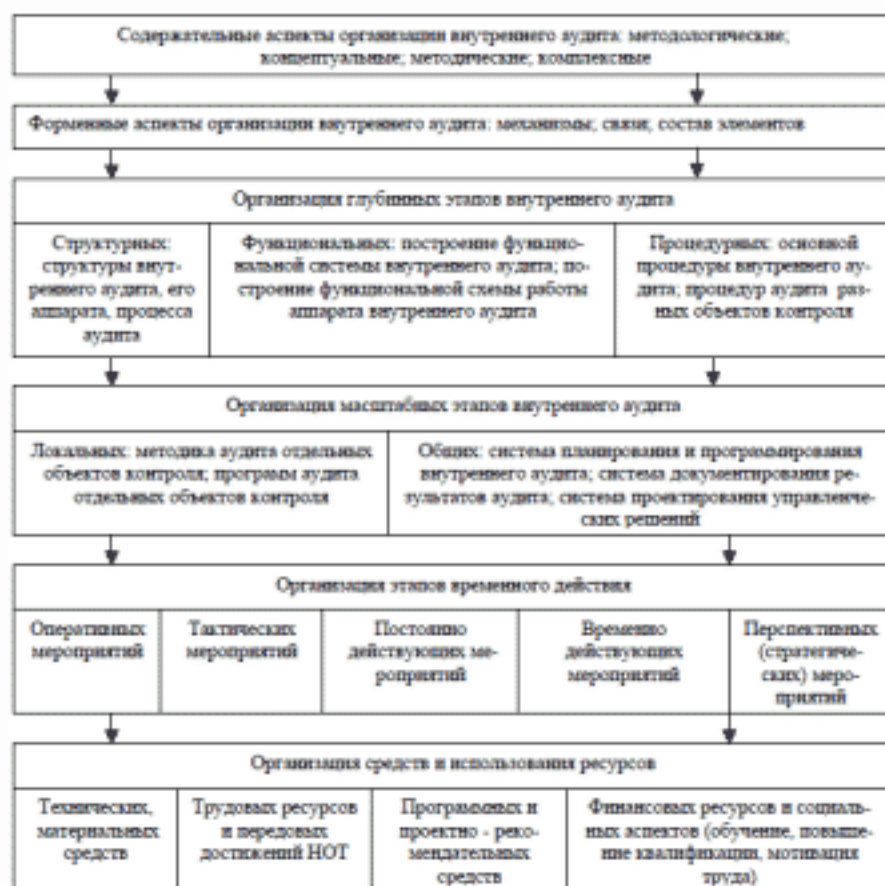 Содержательные аспекты организации внутреннего аудита: методологические;
концептуальные; методические; комплексные
Форменные аспекты организации внутреннего аудита: механизмы; связи; состав элементов
Организация глубинных этапов внутреннего аудита
Структурных:
структуры внут-
реннего аудита, его
аппарата, процесса
аудита
Функциональных: построение функцио-
нальной системы внутреннего аудита; по-
строение функциональной схемы работы
аппарата внутреннего аудита
Процедурных: основной
процедуры внутреннего ау-
дита; процедур аудита раз-
ных объектов контроля
Организация масштабных этапов внутреннего аудита
Локальных: методика аудита отдельных
объектов контроля; программ аудита
отдельных объектов контроля
Общих: система планирования и программирования
внутреннего аудита; система документирования ре-
зультатов аудита; система проектирования управленче-
ских решений
Организация этапов временного действия
Оперативных
мероприятий
Тактических
мероприятий
Постоянно
действующих ме-
роприятий
Временно
действующих
мероприятий
Перспективных
(стратегиче-
ских) меро-
приятий
Организация средств и использования ресурсов
Технических,
материальных
средств
Трудовых ресурсов
и передовых
достижений НОТ
Программных и
проектно - реко-
мендательных
средств
Финансовых ресурсов и социаль-
ных аспектов (обучение, повыше-
ние квалификации, мотивация
труда)